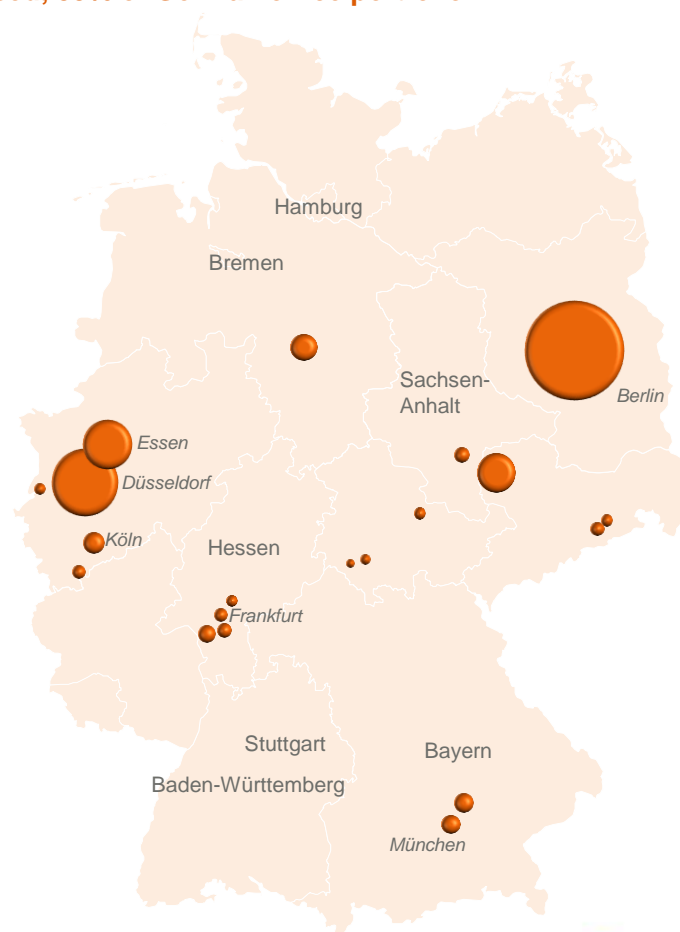 Hamburg
Bremen
Sachsen-
Anhalt
Berlin
Essen
Düsseldorf
Köln
Hessen
Frankfurt
Stuttgart
Bayern
Baden-Württemberg
München